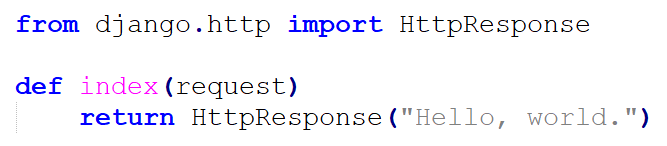 from django.http import HttpResponse
def index(request)
    return HttpResponse("Hello, world.")